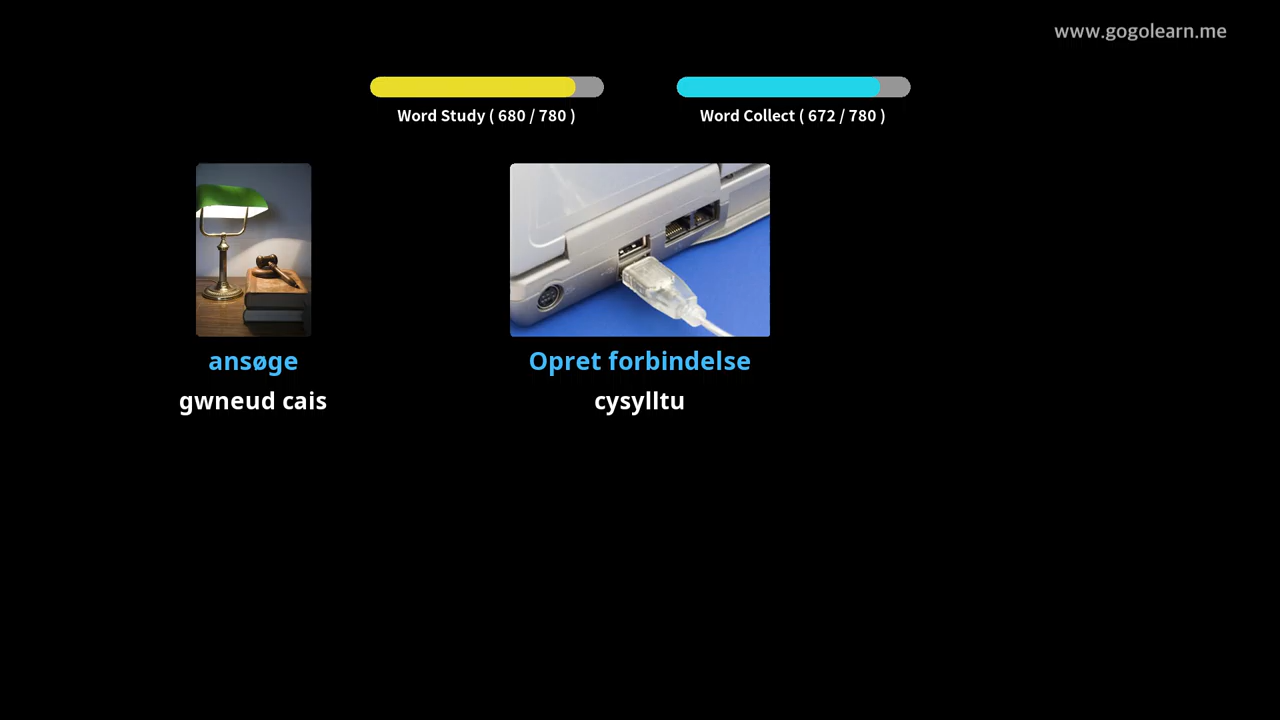 www.gogolearn.me
Word Study ( 680 / 780 )
Word Collect ( 672 / 780 )
ansøge
gwneud cais
Opret forbindelse
cysylltu